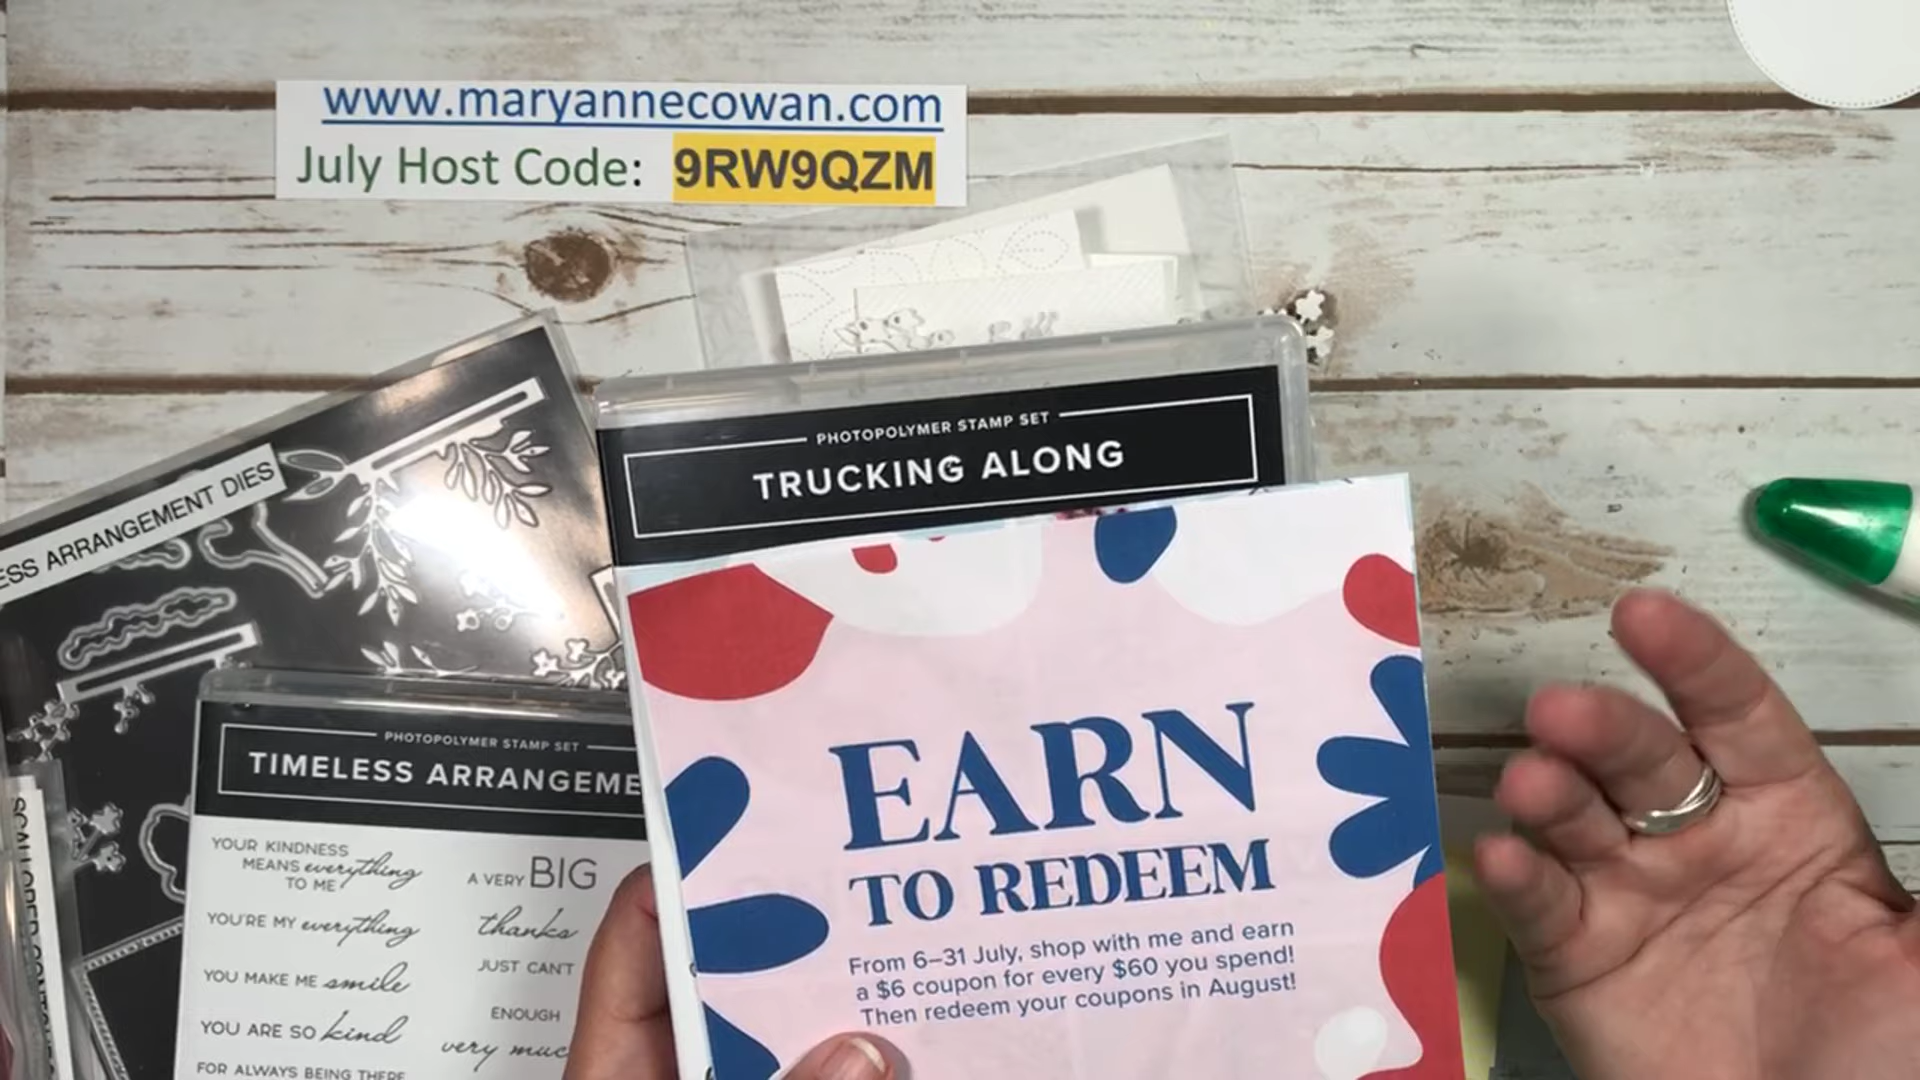 www.maryannecowan.com
July Host Code: 9RW9QZM
PHOTOPOLYMER STAMP SET
TRUCKING ALONG
ARRANGEMENT DIES
PHOTOPOLYMER STAMP SET
TIMELESS
YOUR KINDNESS
MEANS everything
TO ME
YOU'RE MY everything
YOU MAKE ME smile
YOU ARE SO kind
FOR ALWAYS BEING THERE
A VERY BIG
thanks
JUST CAN'T
ENOUGH
very
EARN
TO REDEEM
From 6–31 July, shop with me and earn
a $6 coupon for every $60 you spend!
Then redeem your coupons in August!